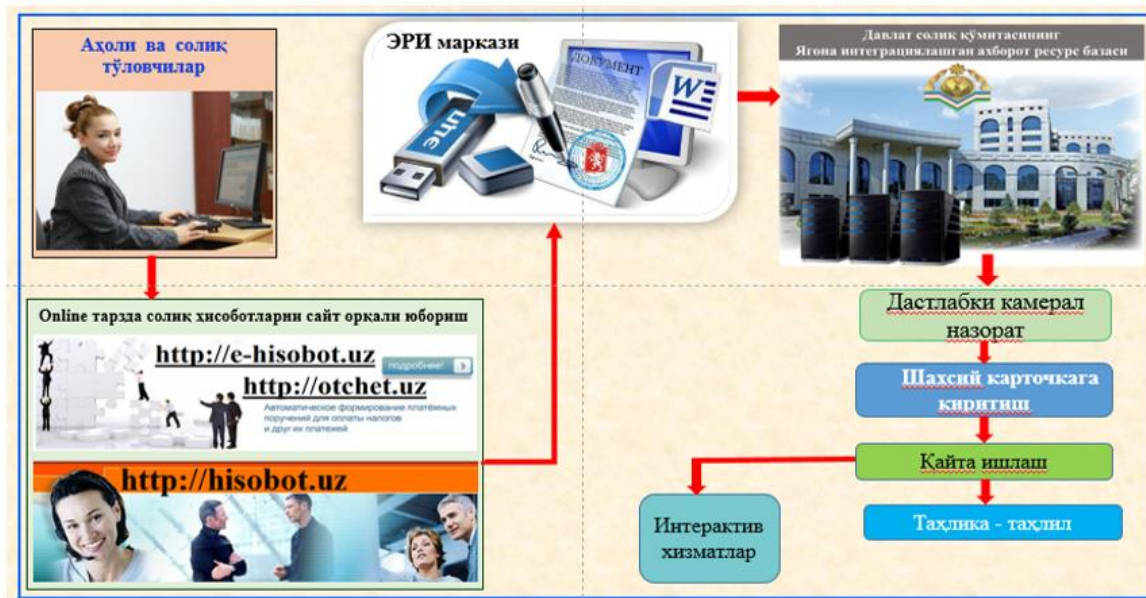 Аҳоли ва солиқ
тўловчилар
ЭРИ маркази
ДОКУМЕНТ
W
Давлат солиқ қўмитасининг
Ягона интеграциялашган ахборот ресурс базаси
Online тарзда солиқ ҳисоботларни сайт орқали юбориш
http://e-hisobot.uz
подробнее!
http://otchet.uz
Автоматическое формирование платёжных
поручений для оплаты налогов
и других платежей
http://hisobot.uz
Дастлабки камерал
назорат
Шахсий карточкага
киритиш
Қайта ишлаш
Таҳлика - таҳлил
Интерактив
хизматлар